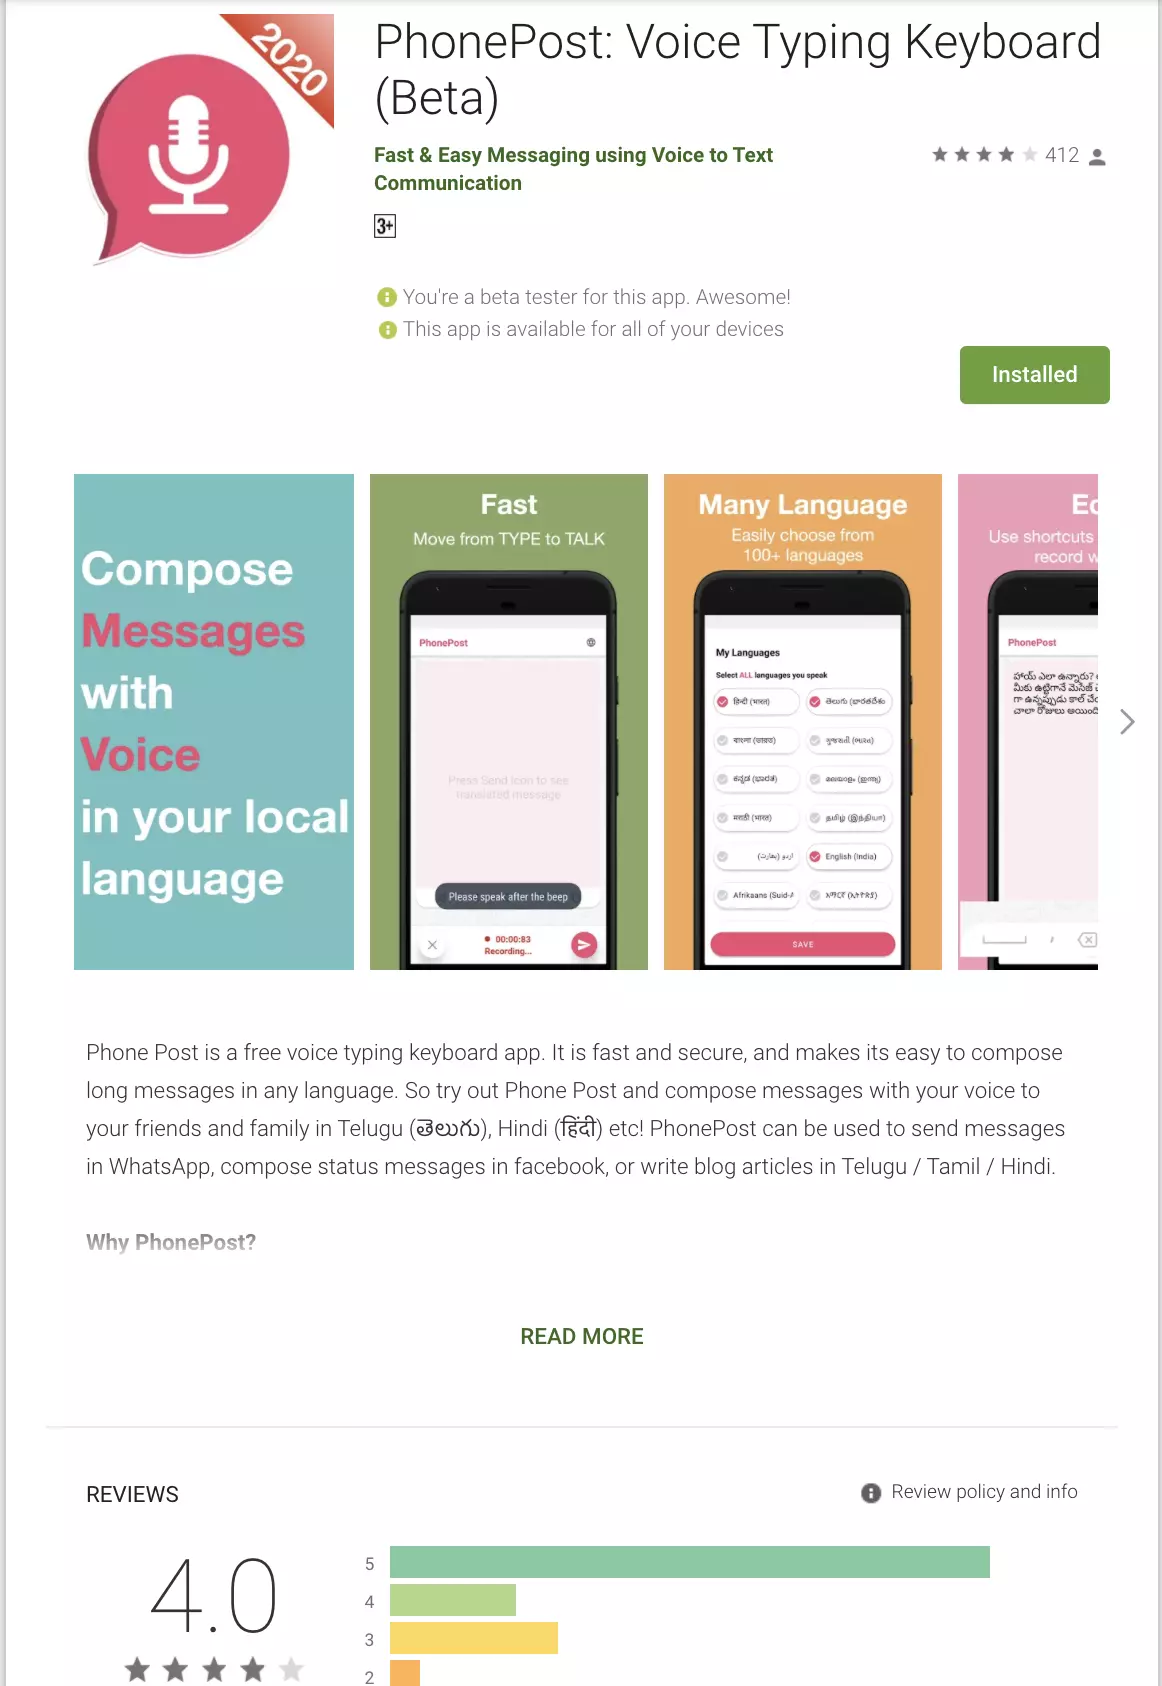 2020
PhonePost: Voice Typing Keyboard
(Beta)
Fast & Easy Messaging using Voice to Text
Communication
412
3+
You're a beta tester for this app. Awesome!
This app is available for all of your devices
Installed
Compose
Messages
with
Voice
in your local
language
Fast
Move from TYPE to TALK
PhonePost
Press Send Icon to see
translated message
Please speak after the beep
00:00:83
Recording...
Many Language
Easily choose from
100+ languages
My Languages
Select ALL languages you speak
हिन्दी (भारत)
తెలుగు (భారతదేశం
বাংলা (ভারত)
ગુજરાતી (ભારત)
ಕನ್ನಡ (ಭಾರತ)
മലയാളം (ഇന്ത്യ)
मराठी (भारत)
தமிழ் (இந்தியா)
اردو (بھارت)
English (India)
Afrikaans (Suid-A
አማርኛ (ኢትዮጵያ)
SAVE
Use shortcuts
record
PhonePost
హాయ్ ఎలా ఉన్నారు?
మీకు ఉట్టిగానే మెసేజ్
గా ఉన్నప్పుడు కాల్
చాలా రోజులు
Phone Post is a free voice typing keyboard app. It is fast and secure, and makes its easy to compose
long messages in any language. So try out Phone Post and compose messages with your voice to
your friends and family in Telugu (తెలుగు), Hindi (हिंदी) etc! PhonePost can be used to send messages
in WhatsApp, compose status messages in facebook, or write blog articles in Telugu / Tamil / Hindi.
Why PhonePost?
READ MORE
REVIEWS
Review policy and info
4.0
5
4
3
2